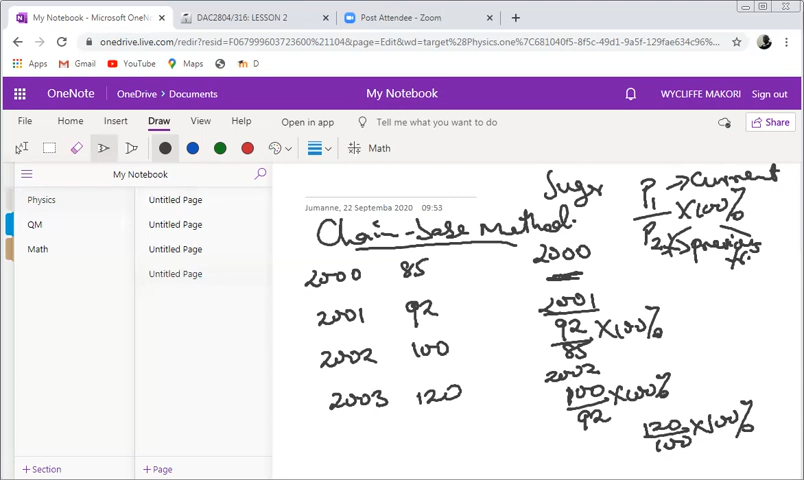 My Notebook - Microsoft OneNote
DAC2804/316: LESSON 2
Post Attendee - Zoom
onedrive.live.com/redir?resid=F067999603723600%21104&page=Edit&wd=target%28Physics.one%7C681040f5-8f5c-49d1-9a5f-129fae634c96%...
Apps Gmail YouTube Maps D
OneNote OneDrive Documents My Notebook WYCLIFFE MAKORI Sign out
File Home Insert Draw View Help Open in app Tell me what you want to do Share
Math
My Notebook
Physics Untitled Page
QM Untitled Page
Math Untitled Page
Untitled Page
Section
Page
Jumanne, 22 Septemba 2020 09:53
Chain-base Method.
2000 85
2001 92
2002 100
2003 120
Sugar
2000
2001
92 X100%
85
2002
100 X100%
92
120 X100%
100
P1 → Current
X100%
previous